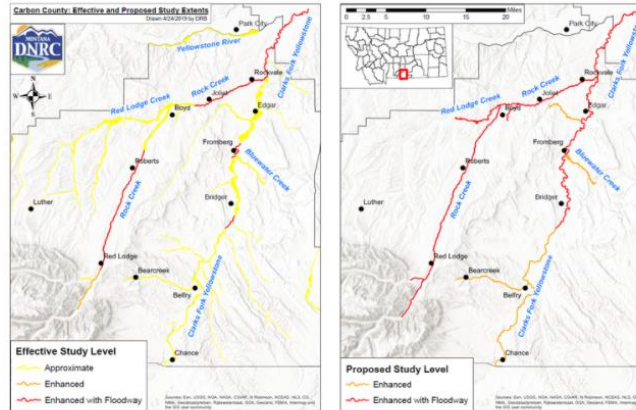 Carbon County: Effective and Proposed Study Extents
Drawn 4/24/2019 by DRB
MONTANA
DNRC
N
W
E
S
Park City
Yellowstone River
Clarks Fork Yellowstone
Rockvale
Rock Creek
Red Lodge Creek
Joliet
Edgar
Boyd
Fromberg
Bluewater Creek
Roberts
Rock Creek
Luther
Bridger
Red Lodge
Bearcreek
Belfry
Clarks Fork Yellowstone
Chance
Effective Study Level
Approximate
Enhanced
Enhanced with Floodway
0 2.5 5 10 15 20
Miles
Park City
Clarks Fork Yellowstone
Rockvale
Rock Creek
Red Lodge Creek
Joliet
Edgar
Boyd
Fromberg
Bluewater Creek
Roberts
Rock Creek
Luther
Bridger
Red Lodge
Bearcreek
Belfry
Clarks Fork Yellowstone
Chance
Proposed Study Level
Enhanced
Enhanced with Floodway